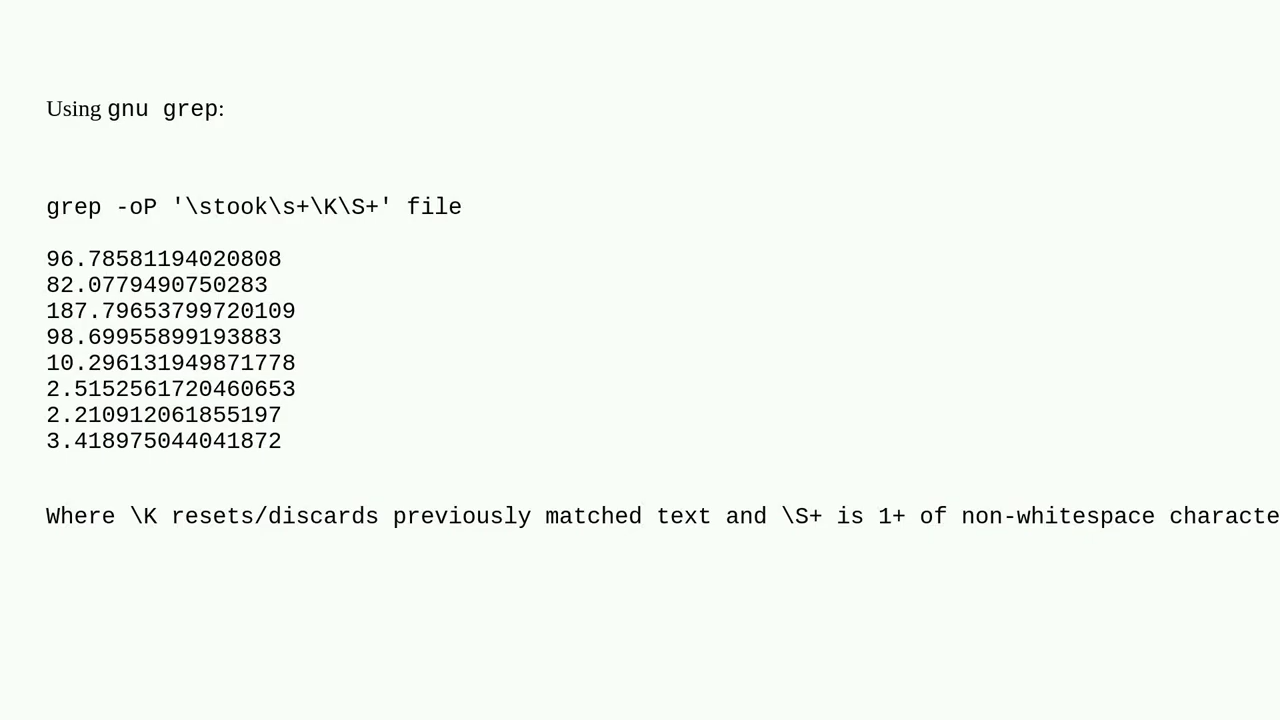 Using gnu grep:
grep -oP '\stook\s+\K\S+' file
96.78581194020808
82.0779490750283
187.79653799720109
98.69955899193883
10.296131949871778
2.5152561720460653
2.210912061855197
3.418975044041872
Where \K resets/discards previously matched text and \S+ is 1+ of non-whitespace characte